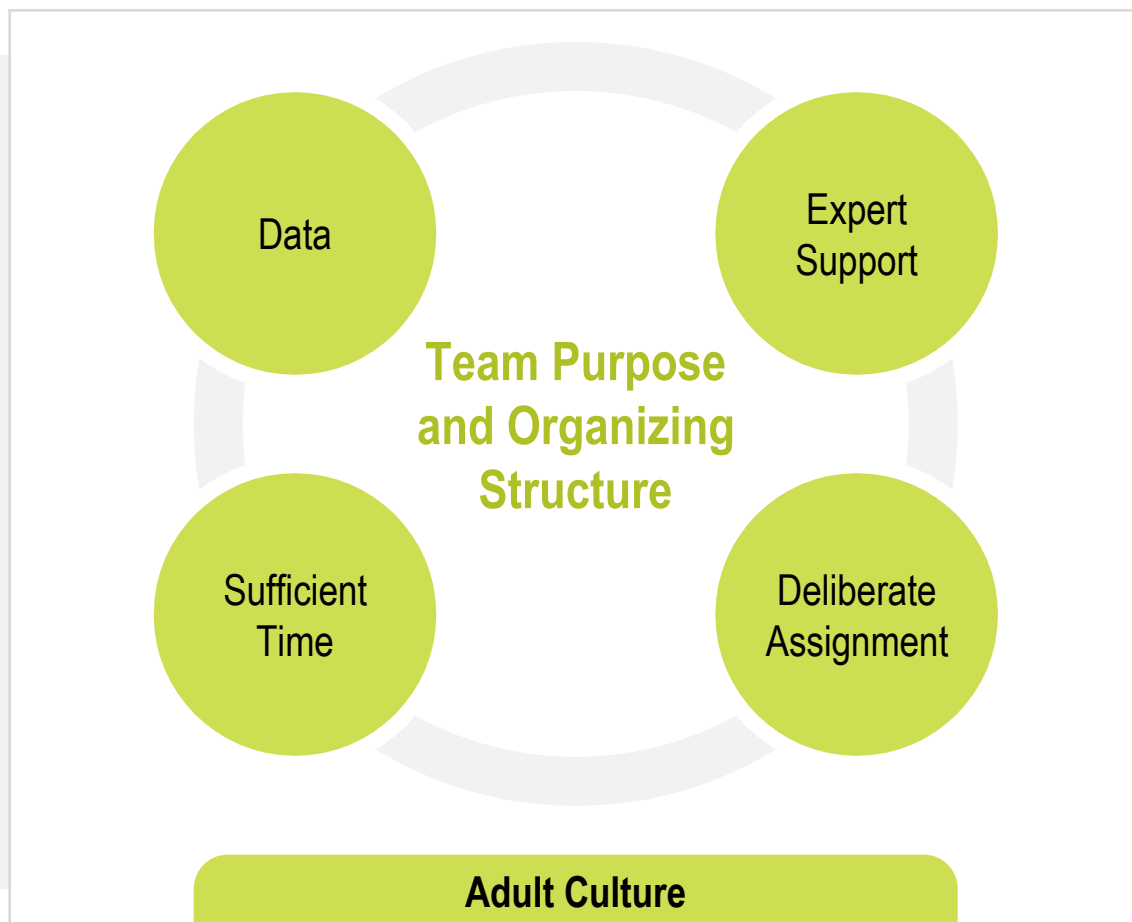 Data
Expert
Support
Team Purpose
and Organizing
Structure
Sufficient
Time
Deliberate
Assignment
Adult Culture